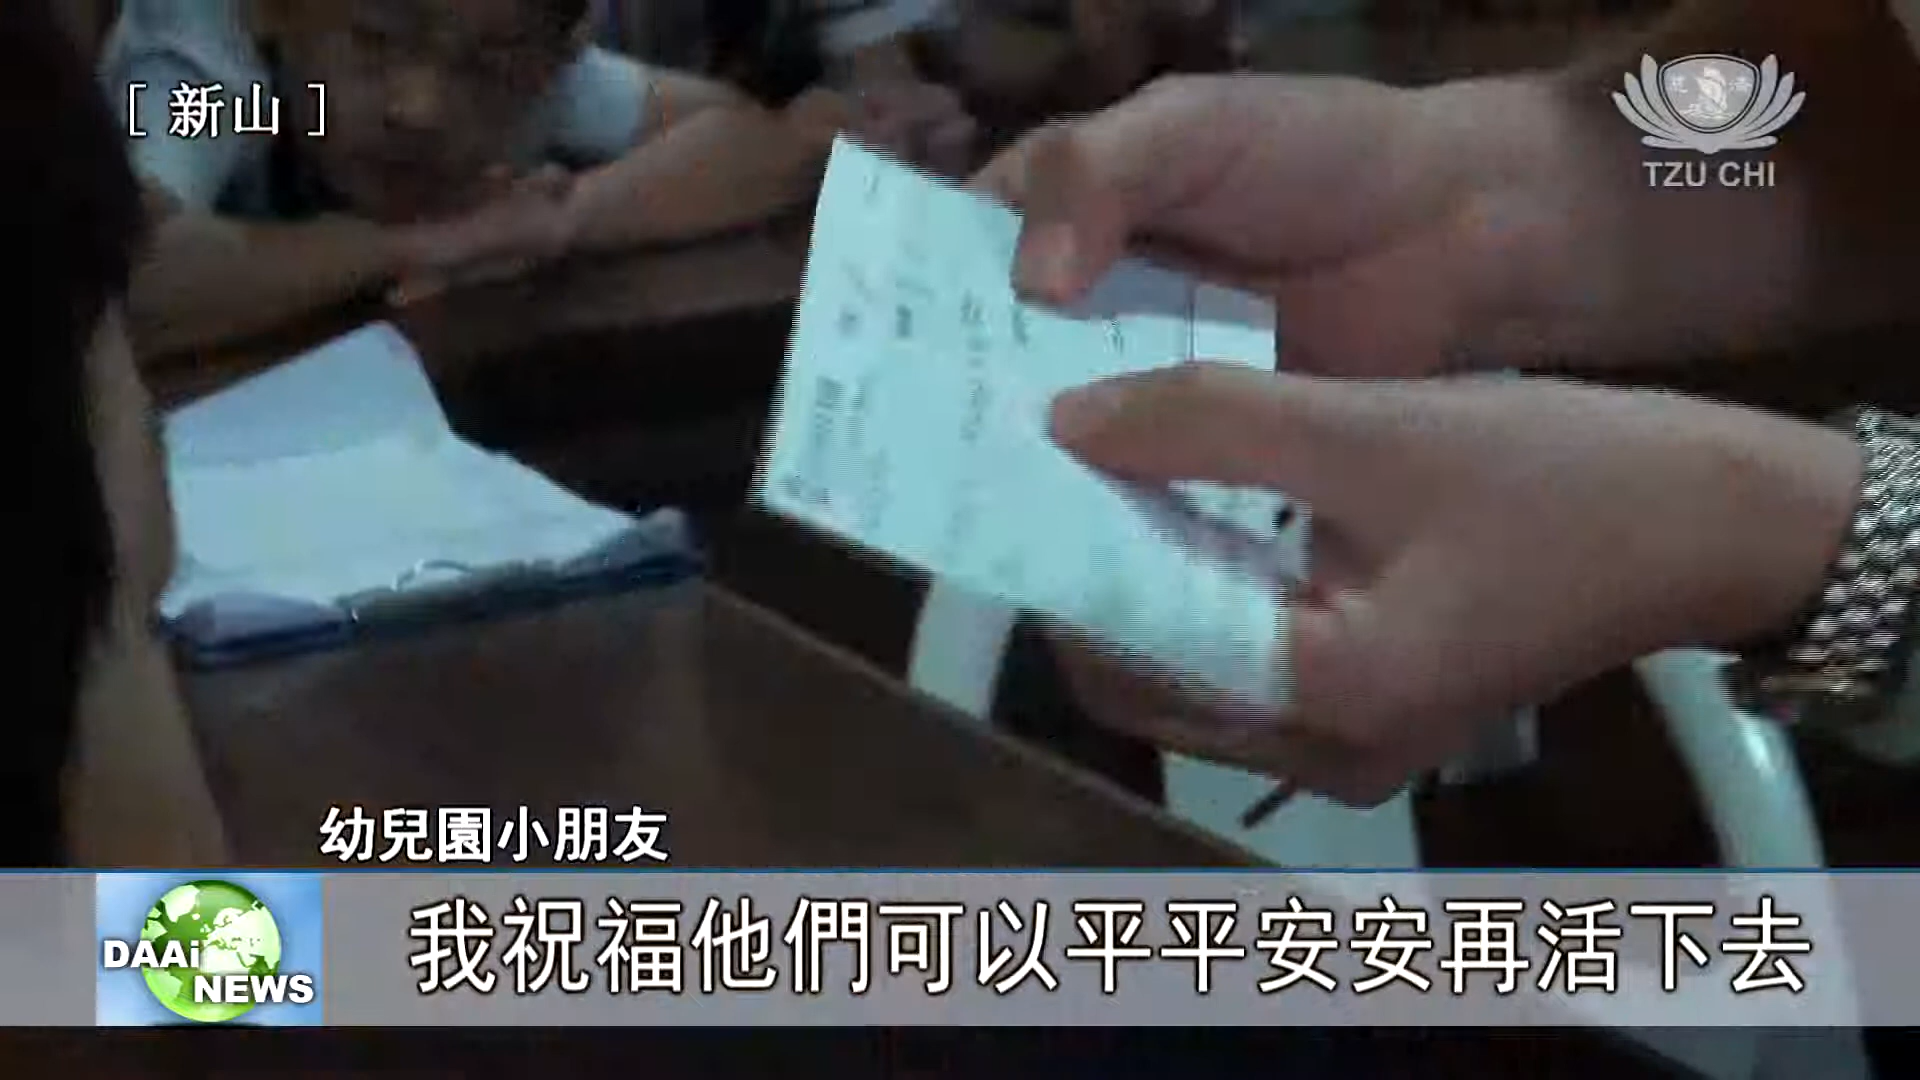 [ 新山 ]
TZU CHI
幼兒園小朋友
DAAi NEWS
我祝福他們可以平平安安再活下去